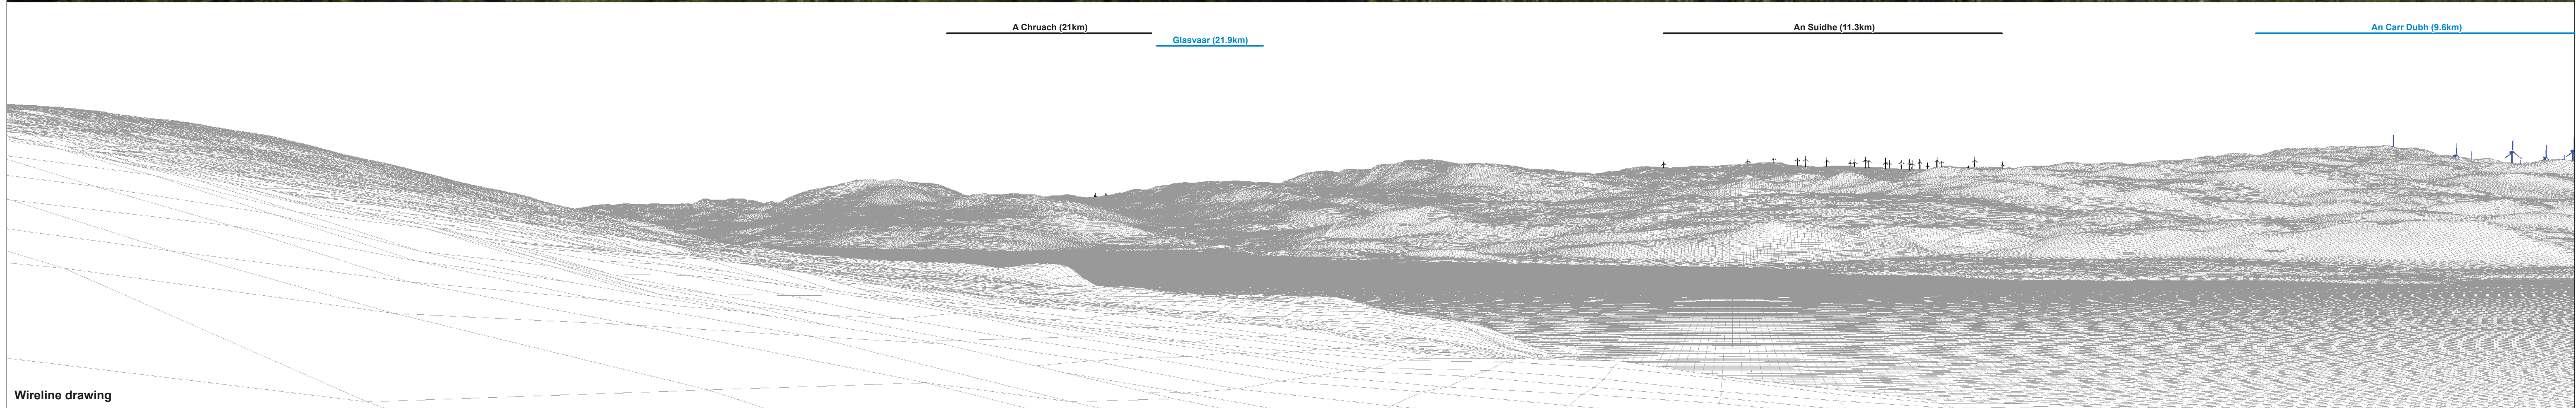 A Chruach (21km)
Glasvaar (21.9km)
An Suidhe (11.3km)
An Carr Dubh (9.6km)
Wireline drawing